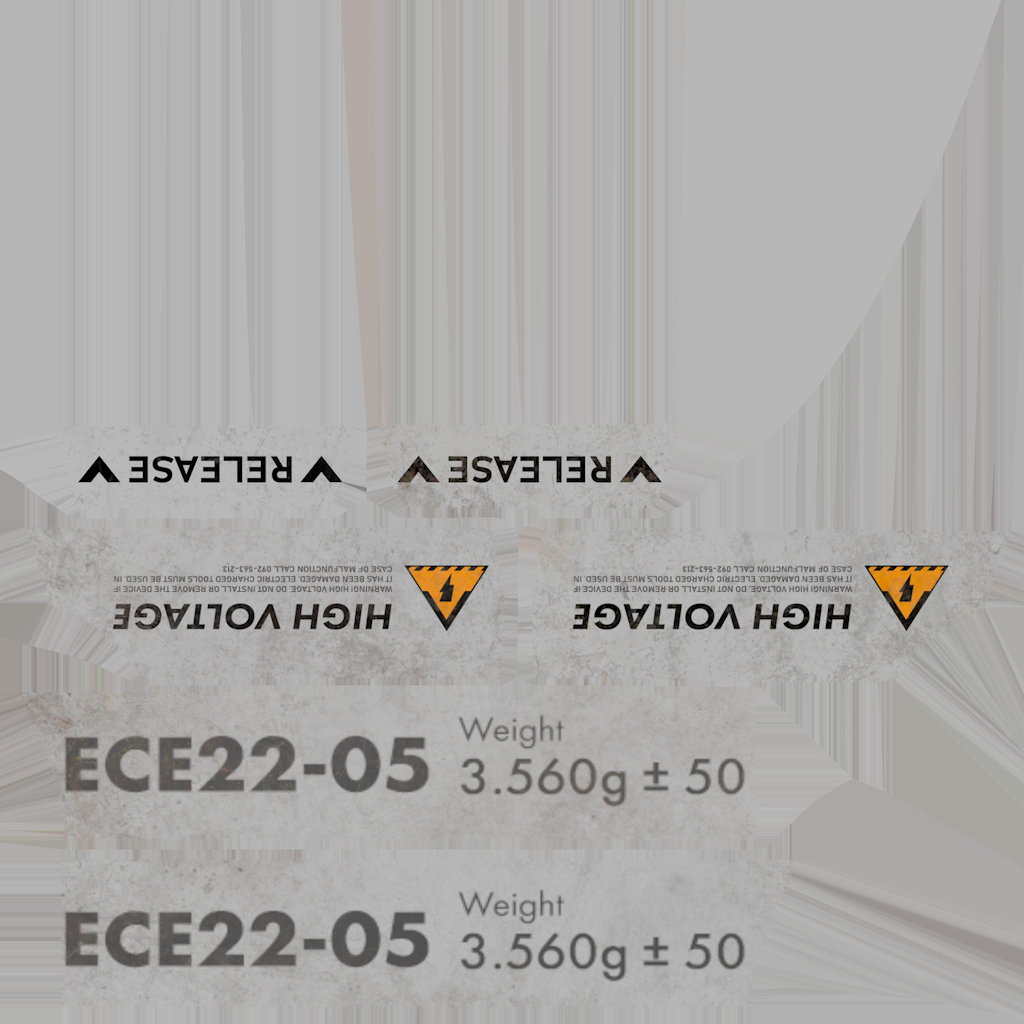 RELEASE
RELEASE
HIGH VOLTAGE
WARNING! HIGH VOLTAGE. DO NOT INSTALL OR REMOVE THE DEVICE IF
IT HAS BEEN DAMAGED. ELECTRIC CHARGED TOOLS MUST BE USED. IN
CASE OF MALFUNCTION CALL 092-563-213
HIGH VOLTAGE
WARNING! HIGH VOLTAGE. DO NOT INSTALL OR REMOVE THE DEVICE IF
IT HAS BEEN DAMAGED. ELECTRIC CHARGED TOOLS MUST BE USED. IN
CASE OF MALFUNCTION CALL 092-563-213
ECE22-05
Weight
3.560g ± 50
ECE22-05
Weight
3.560g ± 50